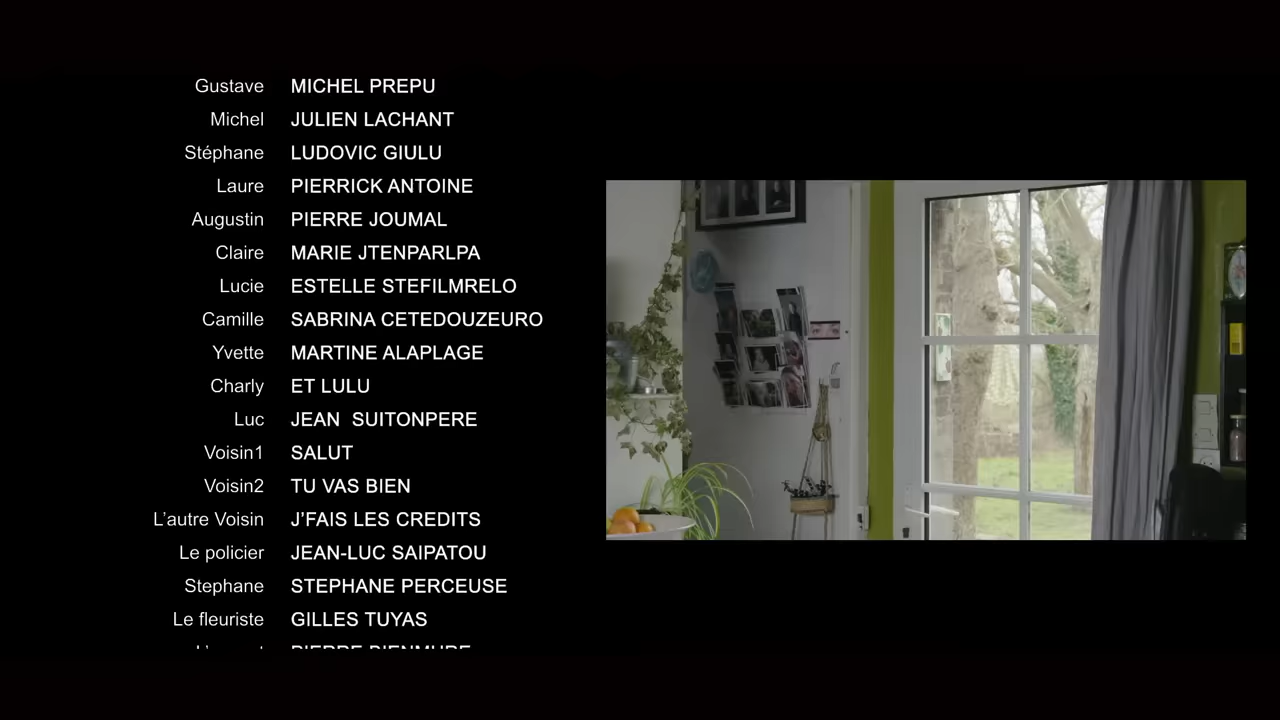 Gustave MICHEL PREPU
Michel JULIEN LACHANT
Stéphane LUDOVIC GIULU
Laure PIERRICK ANTOINE
Augustin PIERRE JOUMAL
Claire MARIE JTENPARLPA
Lucie ESTELLE STEFILMRELO
Camille SABRINA CETEDOUZEURO
Yvette MARTINE ALAPLAGE
Charly ET LULU
Luc JEAN SUITONPERE
Voisin1 SALUT
Voisin2 TU VAS BIEN
L'autre Voisin J'FAIS LES CREDITS
Le policier JEAN-LUC SAIPATOU
Stephane STEPHANE PERCEUSE
Le fleuriste GILLES TUYAS
PIERRE